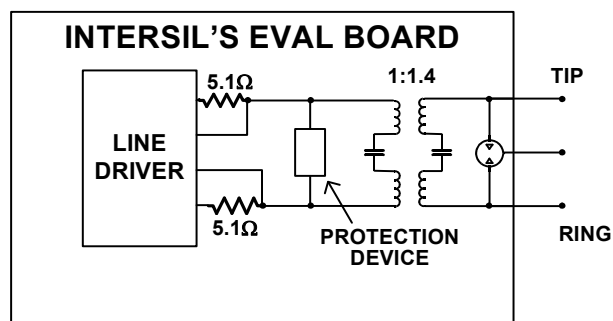 INTERSIL'S EVAL BOARD
5.1Ω
1:1.4
TIP
LINE
DRIVER
5.1Ω
PROTECTION
DEVICE
RING